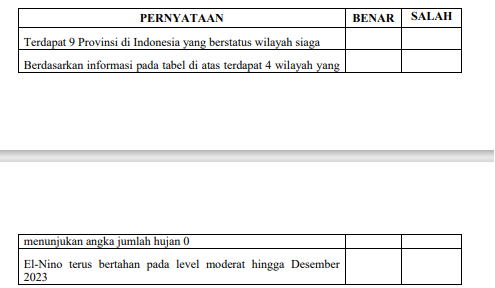 PERNYATAAN BENAR SALAH
Terdapat 9 Provinsi di Indonesia yang berstatus wilayah siaga
Berdasarkan informasi pada tabel di atas terdapat 4 wilayah yang
menunjukan angka jumlah hujan 0
El-Nino terus bertahan pada level moderat hingga Desember
2023